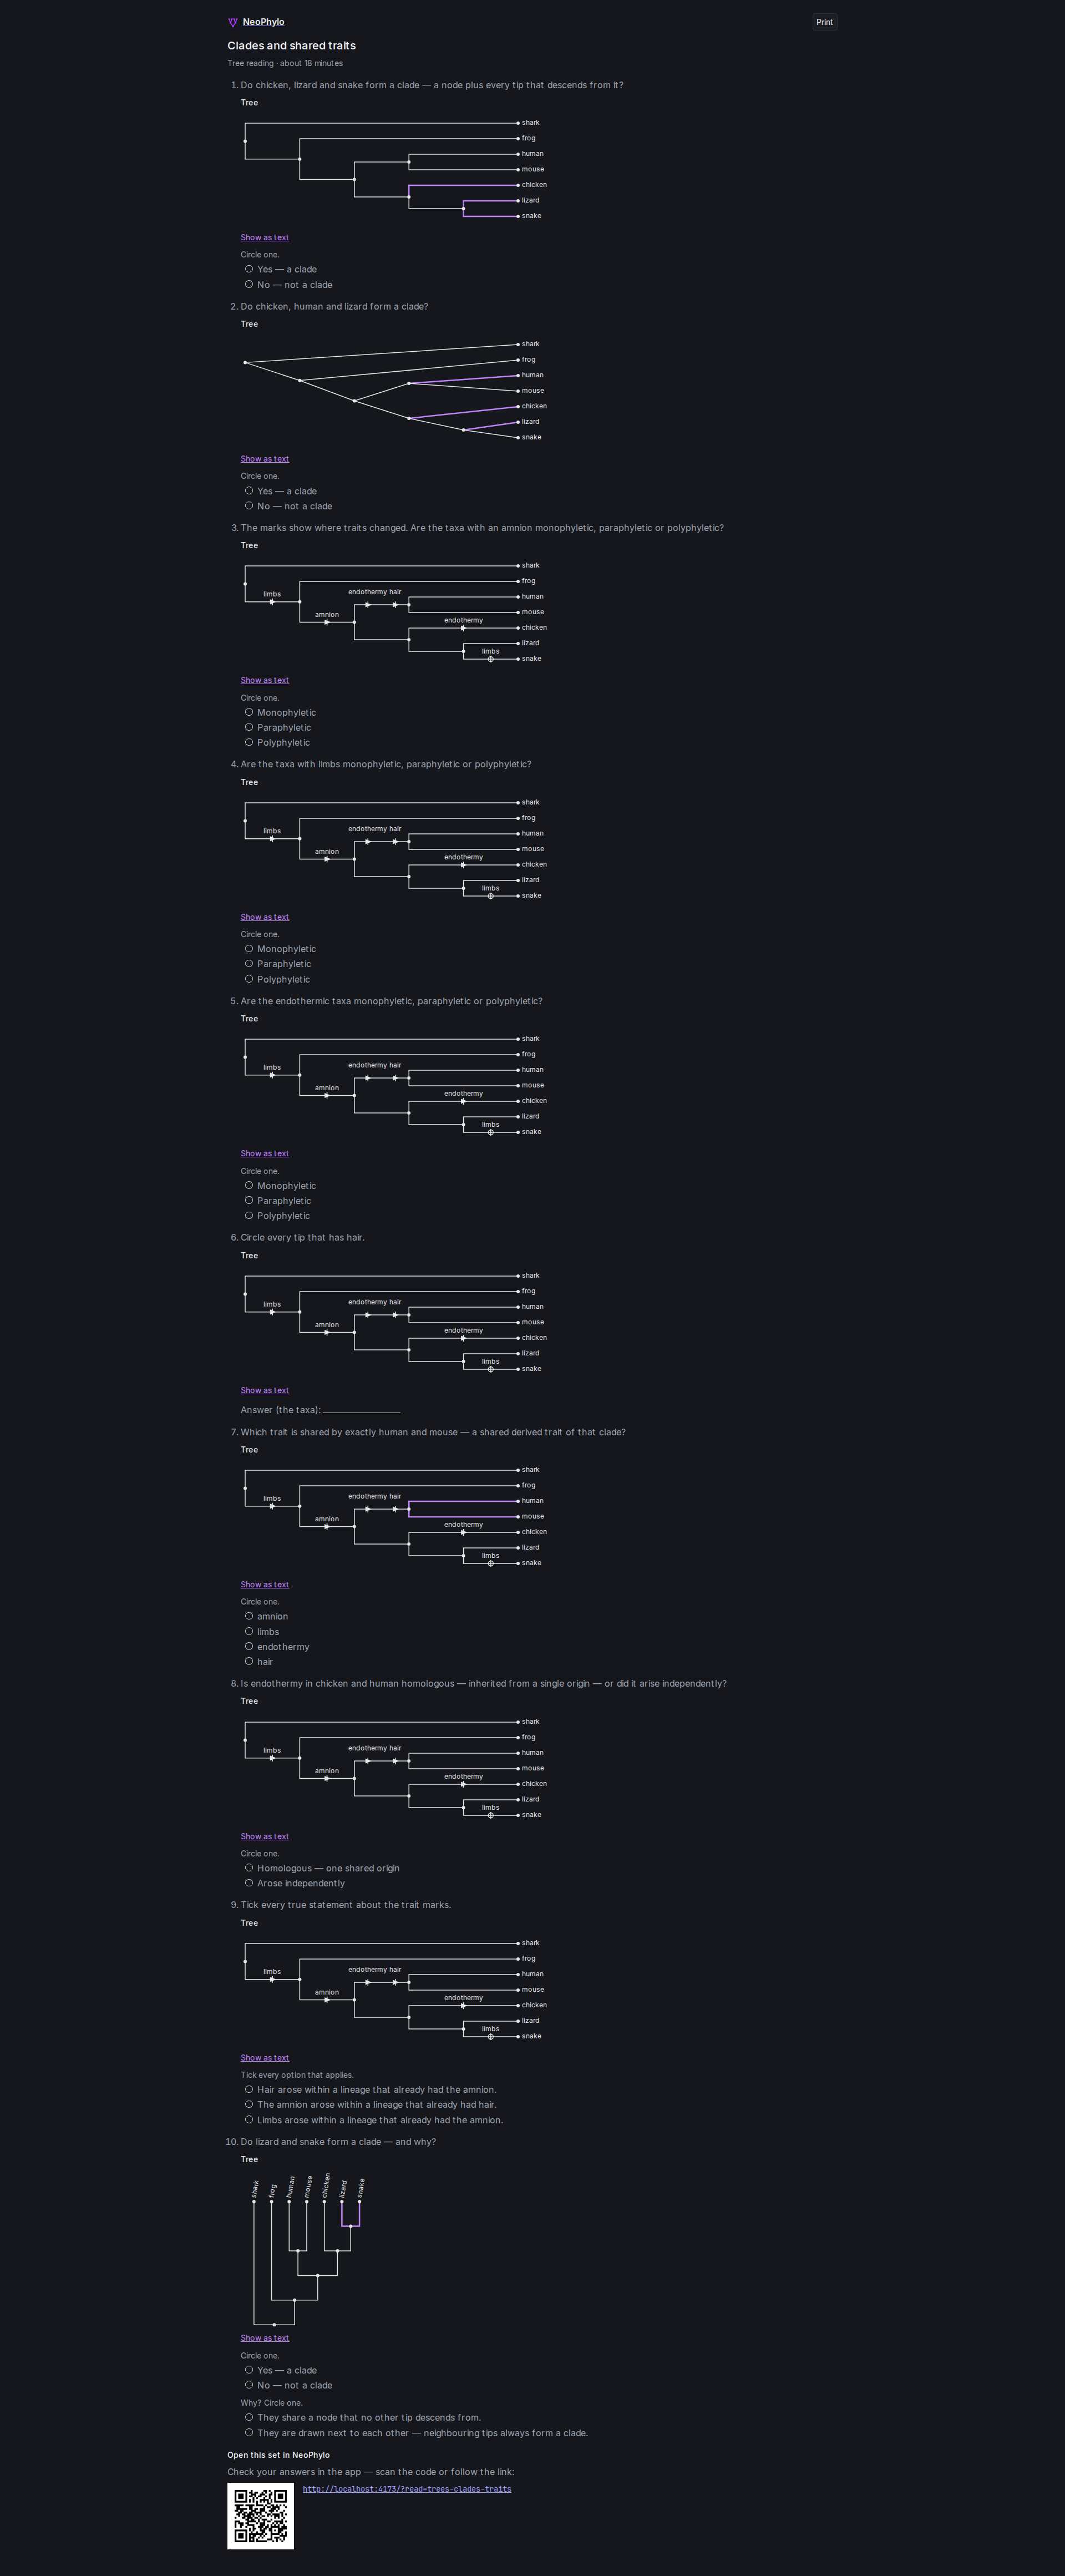 NeoPhylo
Print
Clades and shared traits
Tree reading · about 18 minutes
1. Do chicken, lizard and snake form a clade — a node plus every tip that descends from it?
Tree
shark
frog
human
mouse
chicken
lizard
snake
Show as text
Circle one.
Yes — a clade
No — not a clade
2. Do chicken, human and lizard form a clade?
Tree
shark
frog
human
mouse
chicken
lizard
snake
Show as text
Circle one.
Yes — a clade
No — not a clade
3. The marks show where traits changed. Are the taxa with an amnion monophyletic, paraphyletic or polyphyletic?
Tree
shark
frog
limbs
endothermy hair
human
mouse
amnion
endothermy
chicken
lizard
limbs
snake
Show as text
Circle one.
Monophyletic
Paraphyletic
Polyphyletic
4. Are the taxa with limbs monophyletic, paraphyletic or polyphyletic?
Tree
shark
frog
limbs
endothermy hair
human
mouse
amnion
endothermy
chicken
lizard
limbs
snake
Show as text
Circle one.
Monophyletic
Paraphyletic
Polyphyletic
5. Are the endothermic taxa monophyletic, paraphyletic or polyphyletic?
Tree
shark
frog
limbs
endothermy hair
human
mouse
amnion
endothermy
chicken
lizard
limbs
snake
Show as text
Circle one.
Monophyletic
Paraphyletic
Polyphyletic
6. Circle every tip that has hair.
Tree
shark
frog
limbs
endothermy hair
human
mouse
amnion
endothermy
chicken
lizard
limbs
snake
Show as text
Answer (the taxa):
7. Which trait is shared by exactly human and mouse — a shared derived trait of that clade?
Tree
shark
frog
limbs
endothermy hair
human
mouse
amnion
endothermy
chicken
lizard
limbs
snake
Show as text
Circle one.
amnion
limbs
endothermy
hair
8. Is endothermy in chicken and human homologous — inherited from a single origin — or did it arise independently?
Tree
shark
frog
limbs
endothermy hair
human
mouse
amnion
endothermy
chicken
lizard
limbs
snake
Show as text
Circle one.
Homologous — one shared origin
Arose independently
9. Tick every true statement about the trait marks.
Tree
shark
frog
limbs
endothermy hair
human
mouse
amnion
endothermy
chicken
lizard
limbs
snake
Show as text
Tick every option that applies.
Hair arose within a lineage that already had the amnion.
The amnion arose within a lineage that already had hair.
Limbs arose within a lineage that already had the amnion.
10. Do lizard and snake form a clade — and why?
Tree
shark
frog
human
mouse
chicken
lizard
snake
Show as text
Circle one.
Yes — a clade
No — not a clade
Why? Circle one.
They share a node that no other tip descends from.
They are drawn next to each other — neighbouring tips always form a clade.
Open this set in NeoPhylo
Check your answers in the app — scan the code or follow the link:
http://localhost:4173/?read=trees-clades-traits